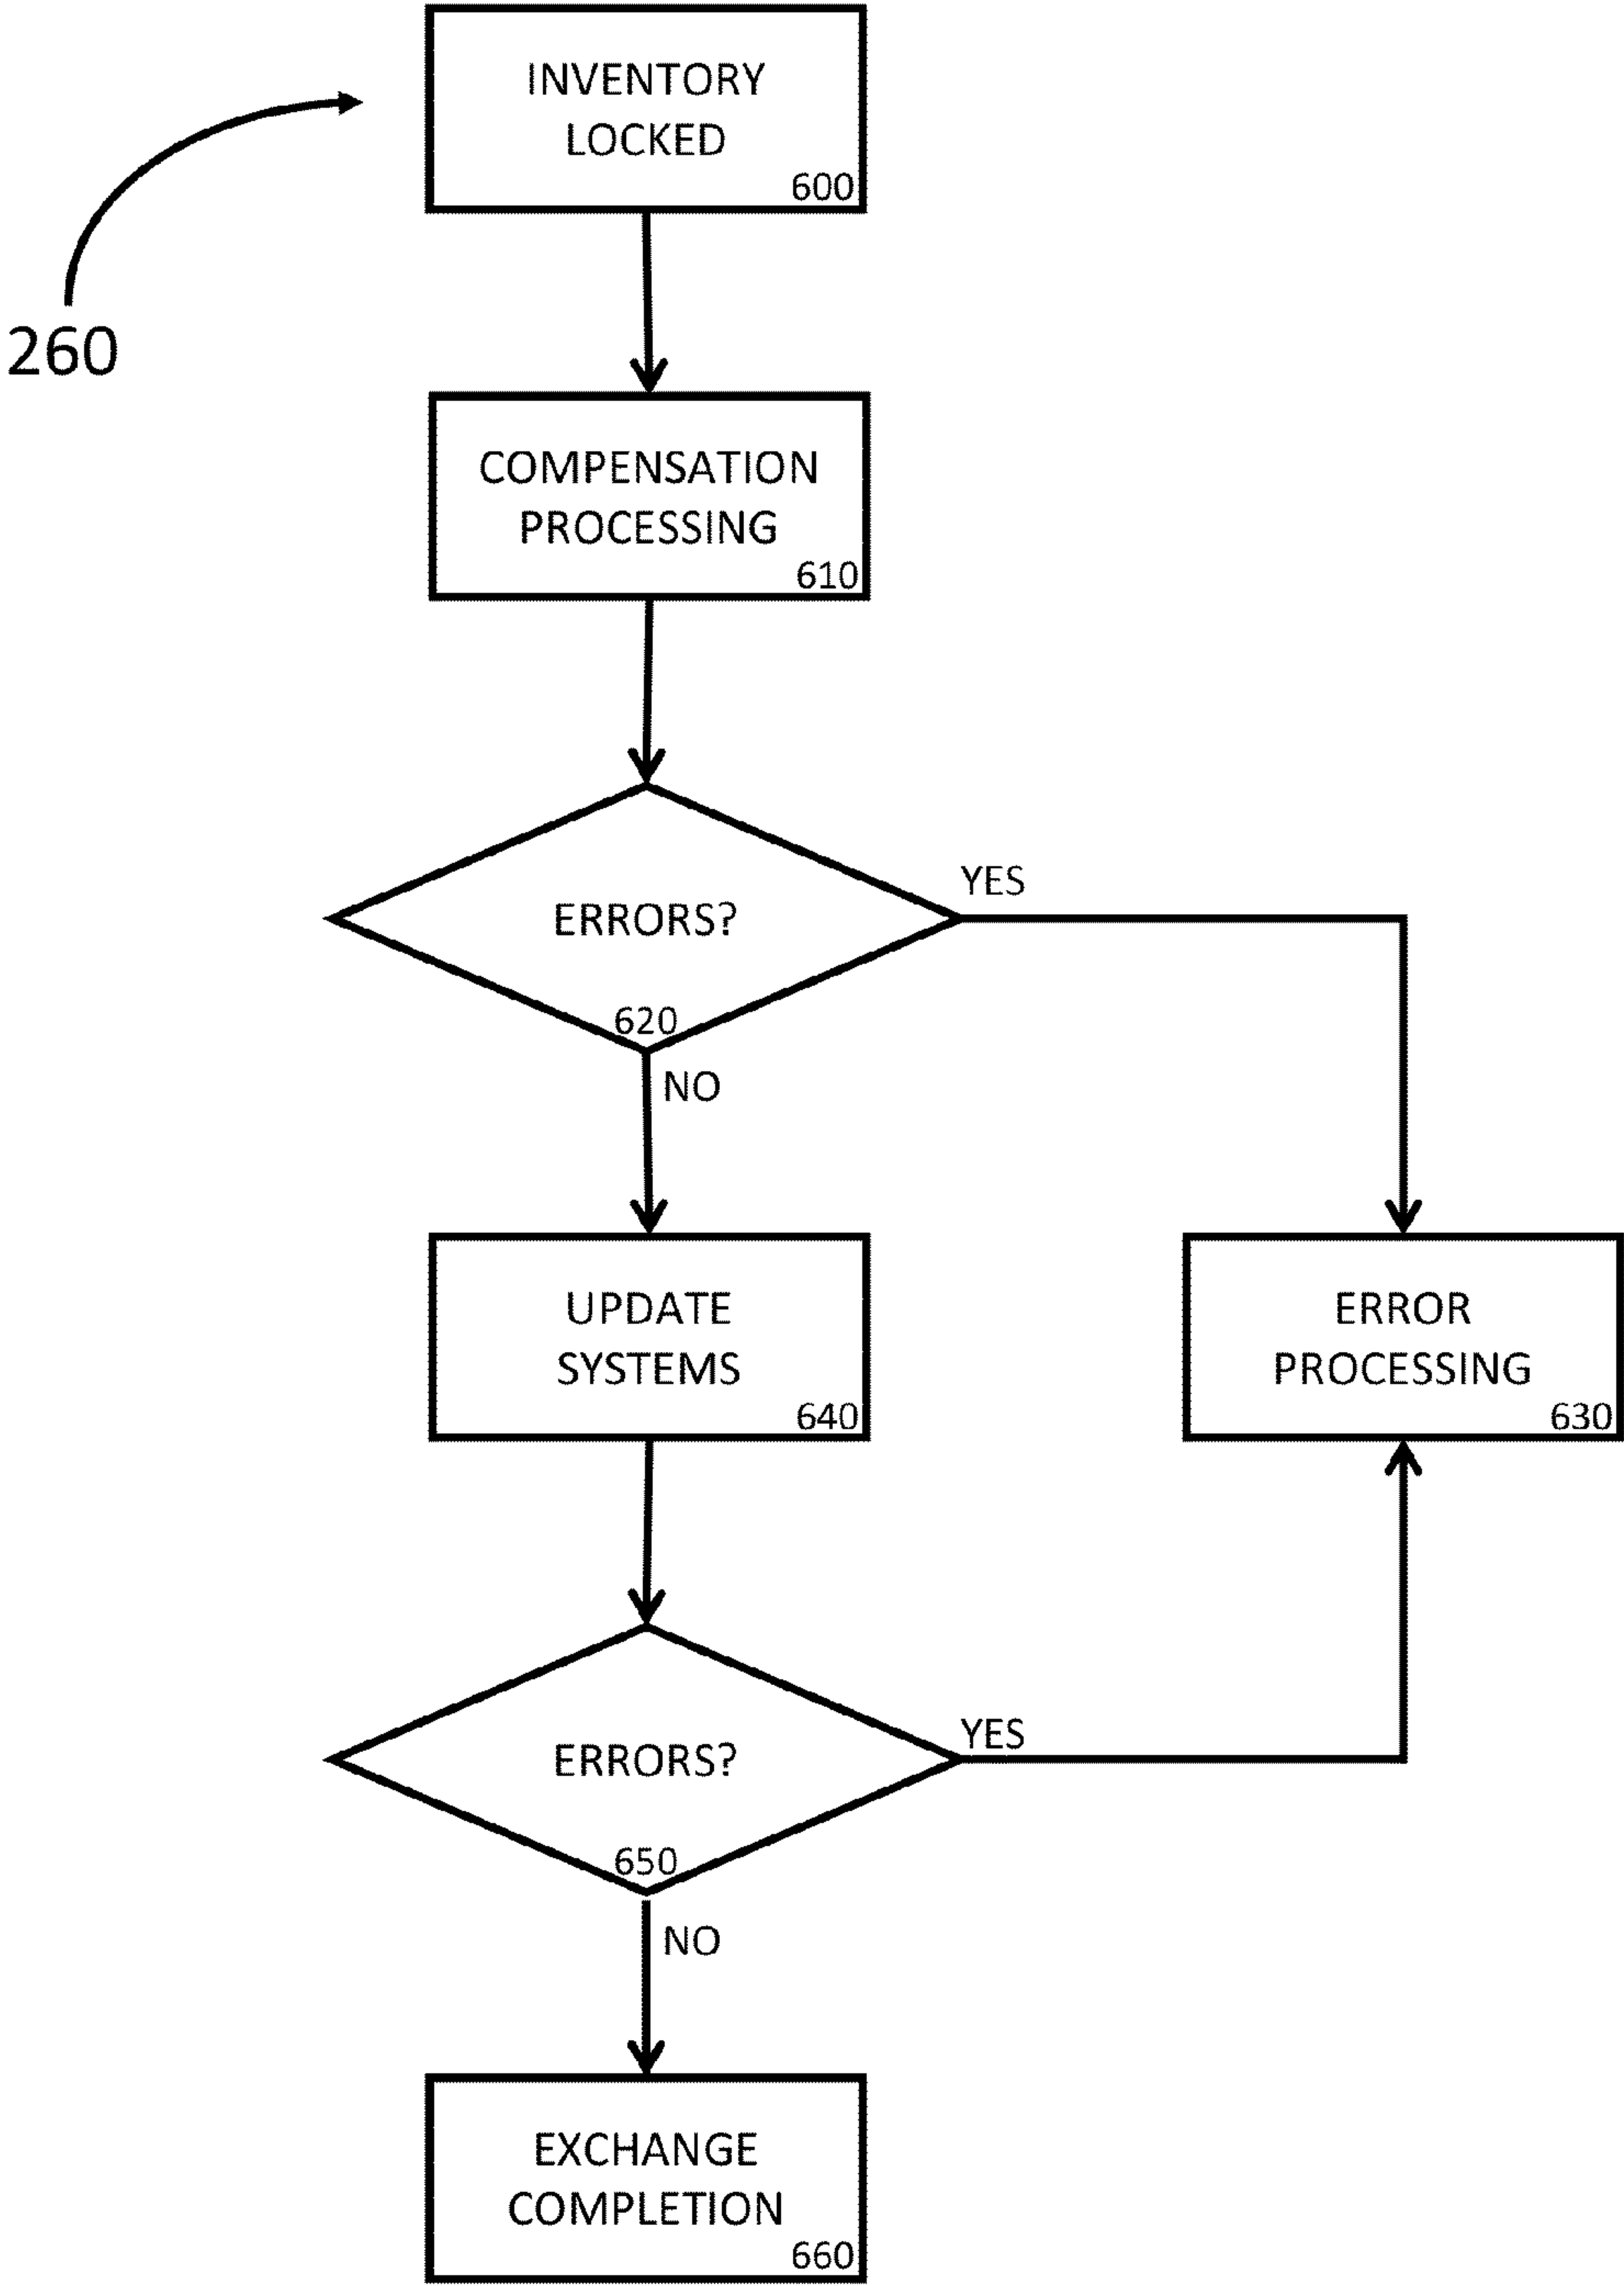 INVENTORY
LOCKED
600
260
COMPENSATION
PROCESSING
610
ERRORS?
620
YES
NO
UPDATE
SYSTEMS
640
ERROR
PROCESSING
630
ERRORS?
650
YES
NO
EXCHANGE
COMPLETION
660